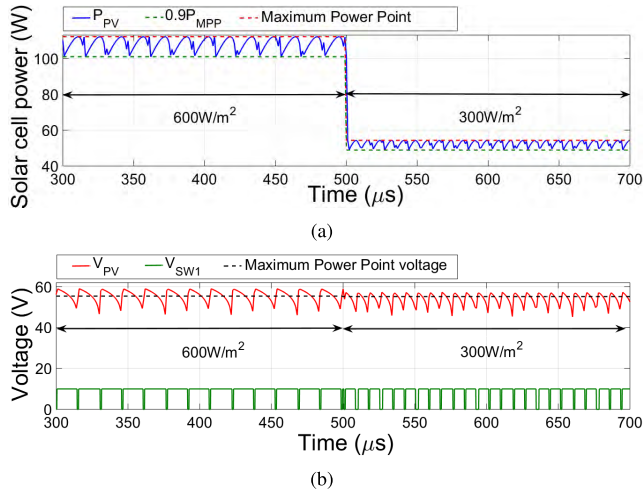 P_PV 0.9P_MPP Maximum Power Point
Solar cell power (W)
100
80
60
40
600W/m²
300W/m²
300 350 400 450 500 550 600 650 700
Time (μs)
(a)
V_PV V_SW1 Maximum Power Point voltage
Voltage (V)
60
40
20
0
600W/m²
300W/m²
300 350 400 450 500 550 600 650 700
Time (μs)
(b)